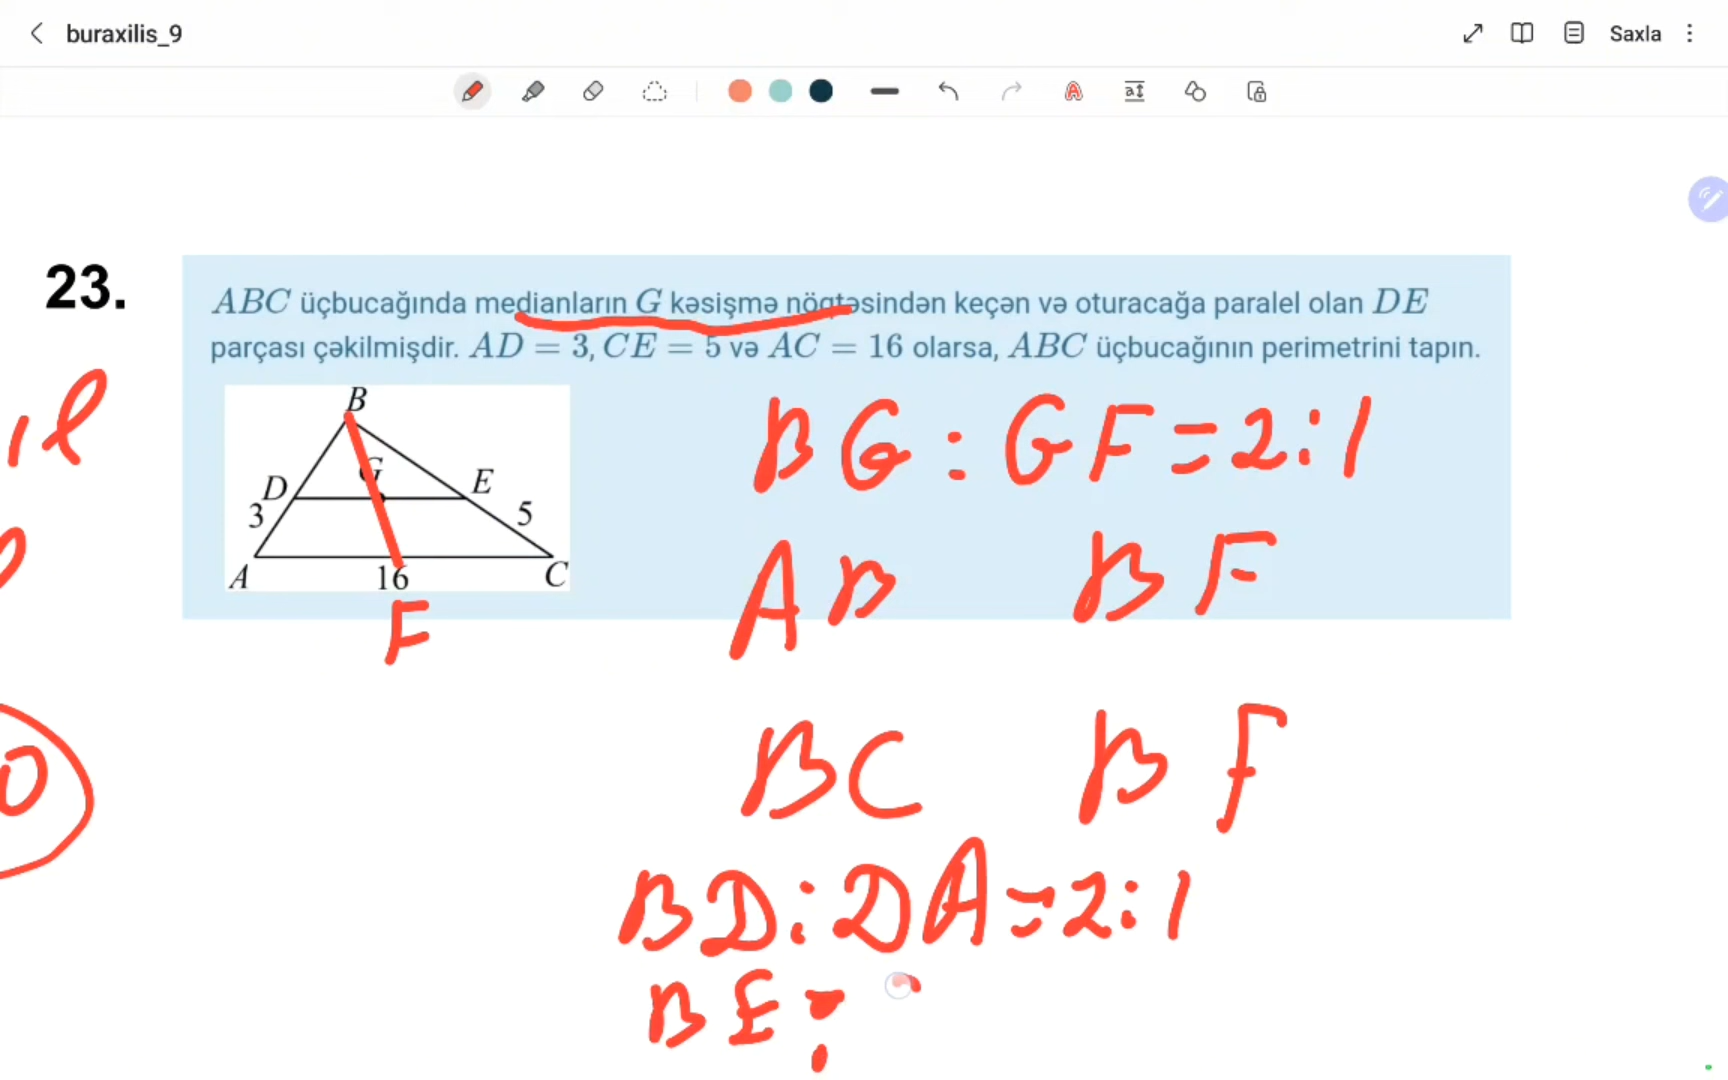 buraxilis_9
Saxla
23.
ABC üçbucağında medianların G kəsişmə nöqtəsindən keçən və oturacağa paralel olan DE
parçası çəkilmişdir. AD = 3, CE = 5 və AC = 16 olarsa, ABC üçbucağının perimetrini tapın.
B
G
D
E
3
5
A
16
C
F
BG : GF = 2 : 1
AB BF
BC BF
BD : DA = 2 : 1
BE :